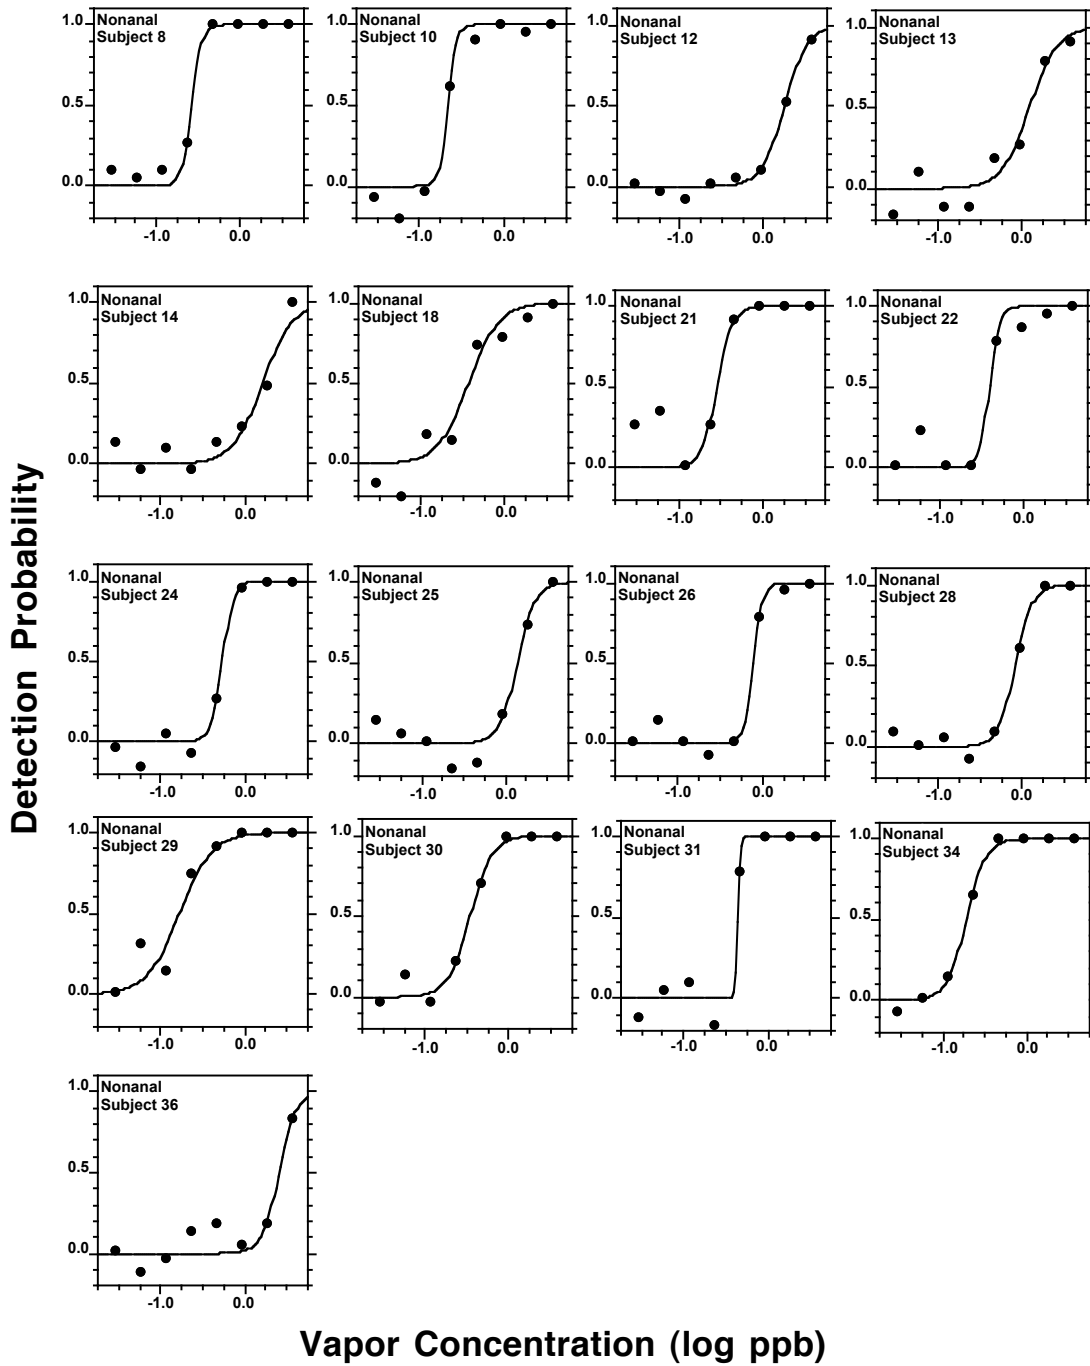 Nonanal
Subject 8
1.0
0.5
0.0
-1.0 0.0
Nonanal
Subject 10
1.0
0.5
0.0
-1.0 0.0
Nonanal
Subject 12
1.0
0.5
0.0
-1.0 0.0
Nonanal
Subject 13
1.0
0.5
0.0
-1.0 0.0
Nonanal
Subject 14
1.0
0.5
0.0
-1.0 0.0
Nonanal
Subject 18
1.0
0.5
0.0
-1.0 0.0
Nonanal
Subject 21
1.0
0.5
0.0
-1.0 0.0
Nonanal
Subject 22
1.0
0.5
0.0
-1.0 0.0
Nonanal
Subject 24
1.0
0.5
0.0
-1.0 0.0
Nonanal
Subject 25
1.0
0.5
0.0
-1.0 0.0
Nonanal
Subject 26
1.0
0.5
0.0
-1.0 0.0
Nonanal
Subject 28
1.0
0.5
0.0
-1.0 0.0
Nonanal
Subject 29
1.0
0.5
0.0
-1.0 0.0
Nonanal
Subject 30
1.0
0.5
0.0
-1.0 0.0
Nonanal
Subject 31
1.0
0.5
0.0
-1.0 0.0
Nonanal
Subject 34
1.0
0.5
0.0
-1.0 0.0
Nonanal
Subject 36
1.0
0.5
0.0
-1.0 0.0
Detection Probability
Vapor Concentration (log ppb)